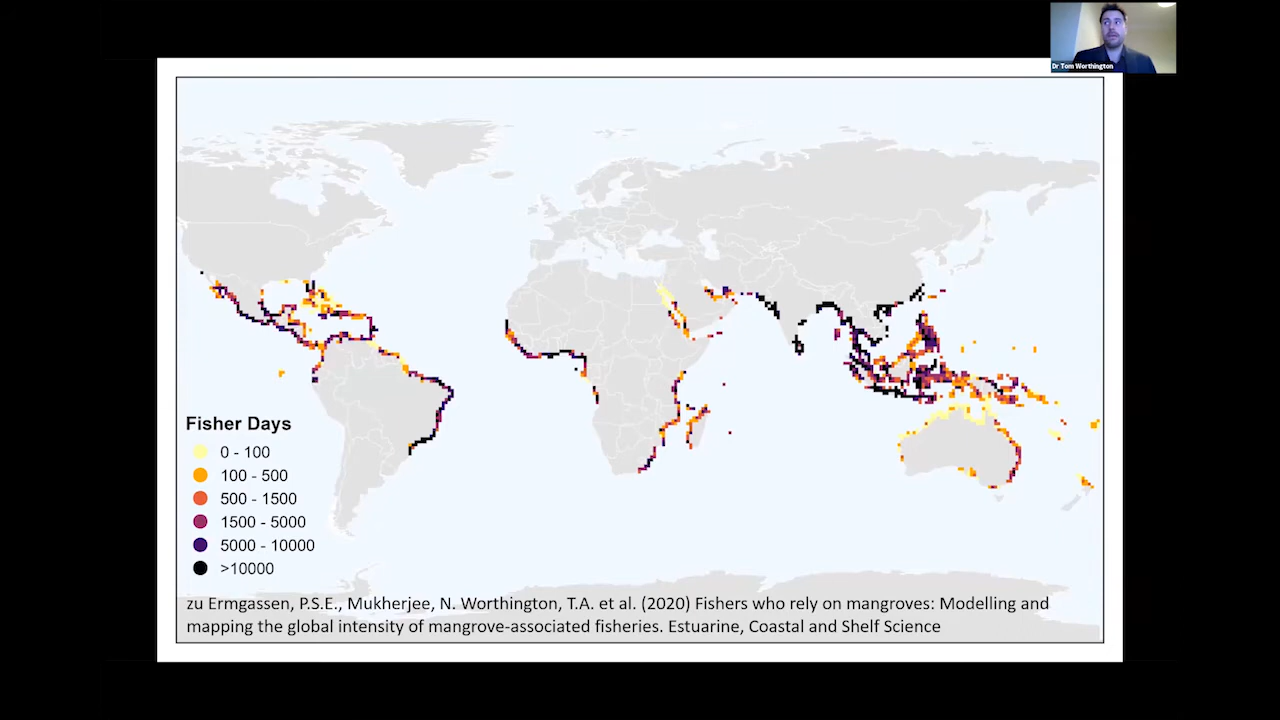 Dr Tom Worthington
Fisher Days
0 - 100
100 - 500
500 - 1500
1500 - 5000
5000 - 10000
>10000
zu Ermgassen, P.S.E., Mukherjee, N. Worthington, T.A. et al. (2020) Fishers who rely on mangroves: Modelling and
mapping the global intensity of mangrove-associated fisheries. Estuarine, Coastal and Shelf Science